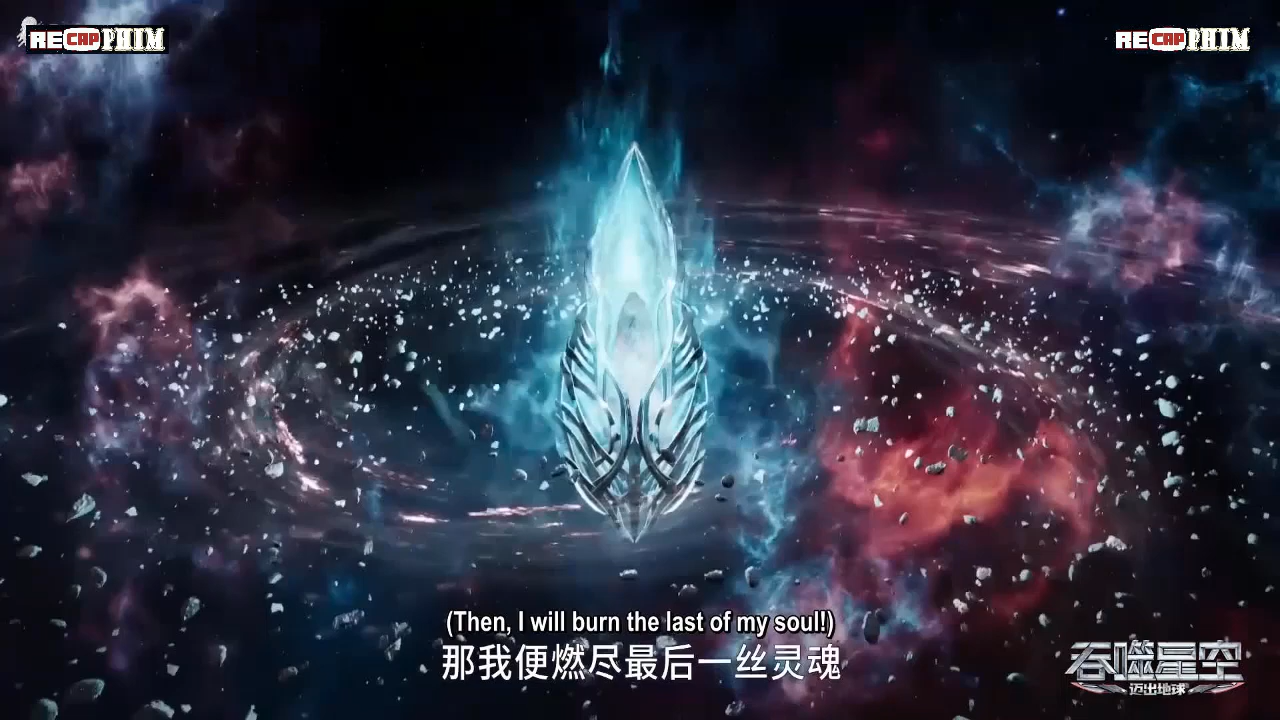 RECAPPHIM
RECAPPHIM
(Then, I will burn the last of my soul!)
那我便燃尽最后一丝灵魂
吞噬星空
迈出地球